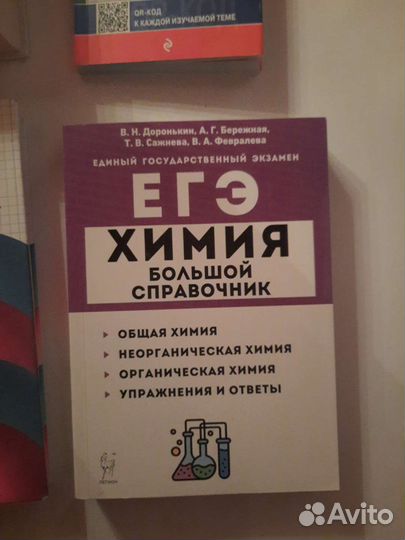 QR-КОД
К КАЖДОЙ ИЗУЧАЕМОЙ ТЕМЕ
В. Н. Доронькин, А. Г. Бережная,
Т. В. Сажнева, В. А. Февралева
ЕДИНЫЙ ГОСУДАРСТВЕННЫЙ ЭКЗАМЕН
ЕГЭ
ХИМИЯ
БОЛЬШОЙ
СПРАВОЧНИК
ОБЩАЯ ХИМИЯ
НЕОРГАНИЧЕСКАЯ ХИМИЯ
ОРГАНИЧЕСКАЯ ХИМИЯ
УПРАЖНЕНИЯ И ОТВЕТЫ
ЛЕГИОН
Avito